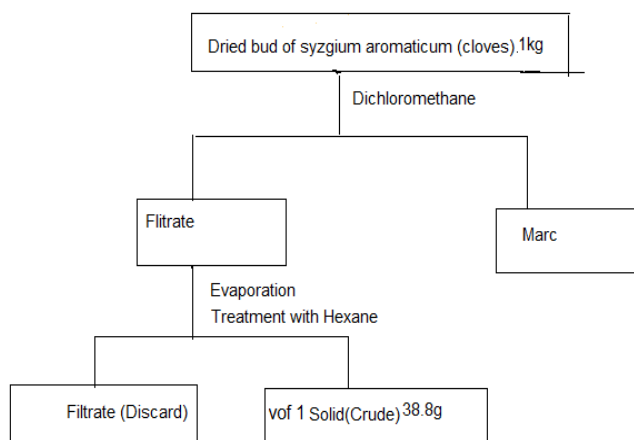 Dried bud of syzgium aromaticum (cloves).1kg
Dichloromethane
Flitrate
Marc
Evaporation
Treatment with Hexane
Filtrate (Discard)
vof 1 Solid(Crude) 38.8g